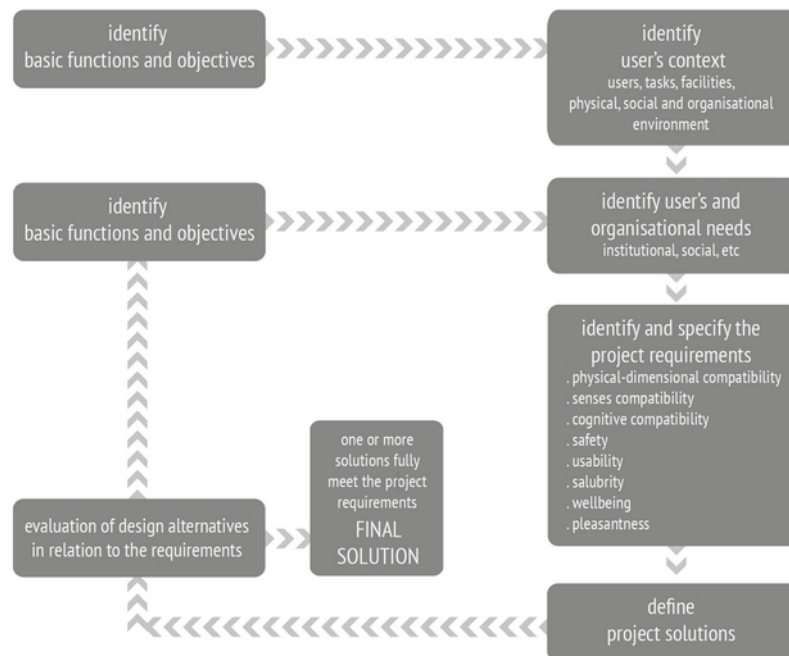 identify
basic functions and objectives
identify
user's context
users, tasks, facilities,
physical, social and organisational
environment
identify
basic functions and objectives
identify user's and
organisational needs
institutional, social, etc
identify and specify the
project requirements
. physical-dimensional compatibility
. senses compatibility
. cognitive compatibility
. safety
. usability
. salubrity
. wellbeing
. pleasantness
one or more
solutions fully
meet the project
requirements
FINAL
SOLUTION
evaluation of design alternatives
in relation to the requirements
define
project solutions